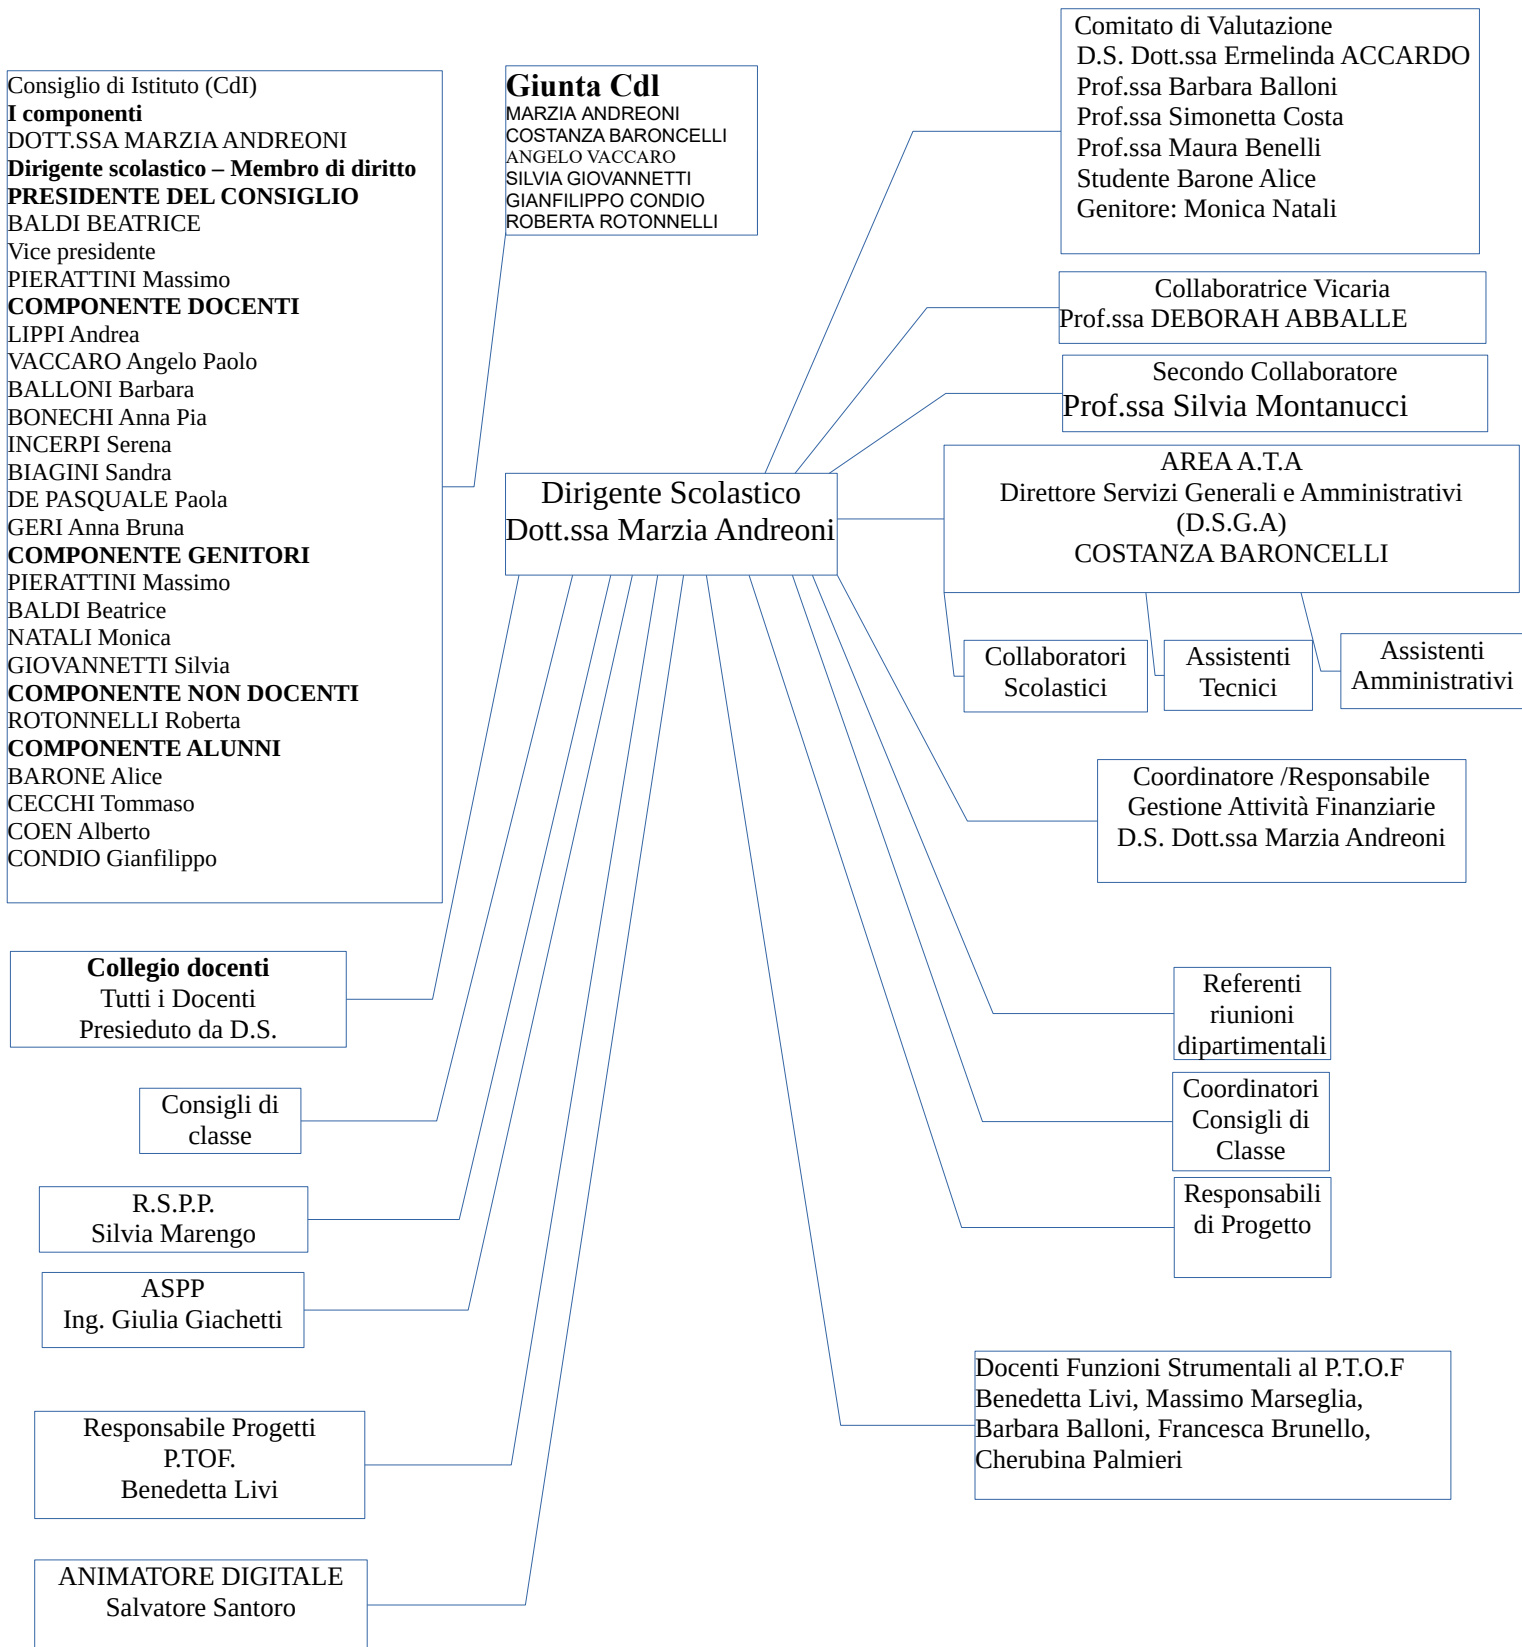 Consiglio di Istituto (CdI)
I componenti
DOTT.SSA MARZIA ANDREONI
Dirigente scolastico – Membro di diritto
PRESIDENTE DEL CONSIGLIO
BALDI BEATRICE
Vice presidente
PIERATTINI Massimo
COMPONENTE DOCENTI
LIPPI Andrea
VACCARO Angelo Paolo
BALLONI Barbara
BONECHI Anna Pia
INCERPI Serena
BIAGINI Sandra
DE PASQUALE Paola
GERI Anna Bruna
COMPONENTE GENITORI
PIERATTINI Massimo
BALDI Beatrice
NATALI Monica
GIOVANNETTI Silvia
COMPONENTE NON DOCENTI
ROTONNELLI Roberta
COMPONENTE ALUNNI
BARONE Alice
CECCHI Tommaso
COEN Alberto
CONDIO Gianfilippo
Giunta CdI
MARZIA ANDREONI
COSTANZA BARONCELLI
ANGELO VACCARO
SILVIA GIOVANNETTI
GIANFILIPPO CONDIO
ROBERTA ROTONNELLI
Comitato di Valutazione
D.S. Dott.ssa Ermelinda ACCARDO
Prof.ssa Barbara Balloni
Prof.ssa Simonetta Costa
Prof.ssa Maura Benelli
Studente Barone Alice
Genitore: Monica Natali
Collaboratrice Vicaria
Prof.ssa DEBORAH ABBALLE
Secondo Collaboratore
Prof.ssa Silvia Montanucci
Dirigente Scolastico
Dott.ssa Marzia Andreoni
AREA A.T.A
Direttore Servizi Generali e Amministrativi
(D.S.G.A)
COSTANZA BARONCELLI
Collaboratori
Scolastici
Assistenti
Tecnici
Assistenti
Amministrativi
Coordinatore /Responsabile
Gestione Attività Finanziarie
D.S. Dott.ssa Marzia Andreoni
Collegio docenti
Tutti i Docenti
Presieduto da D.S.
Consigli di
classe
R.S.P.P.
Silvia Marengo
ASPP
Ing. Giulia Giachetti
Responsabile Progetti
P.TOF.
Benedetta Livi
ANIMATORE DIGITALE
Salvatore Santoro
Referenti
riunioni
dipartimentali
Coordinatori
Consigli di
Classe
Responsabili
di Progetto
Docenti Funzioni Strumentali al P.T.O.F
Benedetta Livi, Massimo Marseglia,
Barbara Balloni, Francesca Brunello,
Cherubina Palmieri